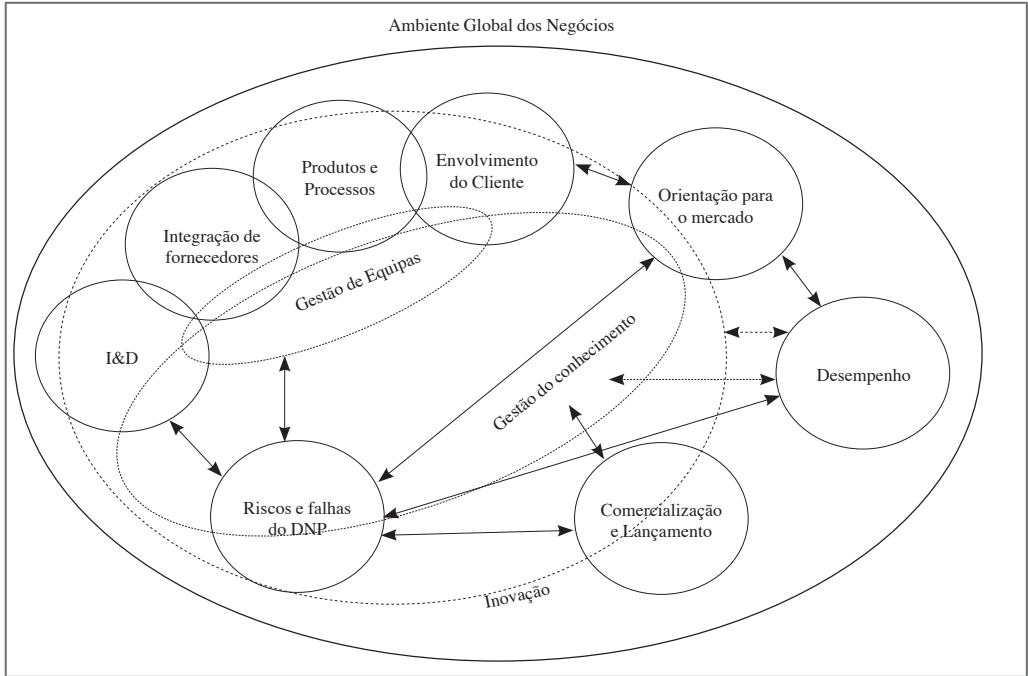 Ambiente Global dos Negócios
Produtos e
Processos
Envolvimento
do Cliente
Orientação para
o mercado
Integração de
fornecedores
Gestão de Equipas
I&D
Gestão do conhecimento
Desempenho
Riscos e falhas
do DNP
Comercialização
e Lançamento
Inovação